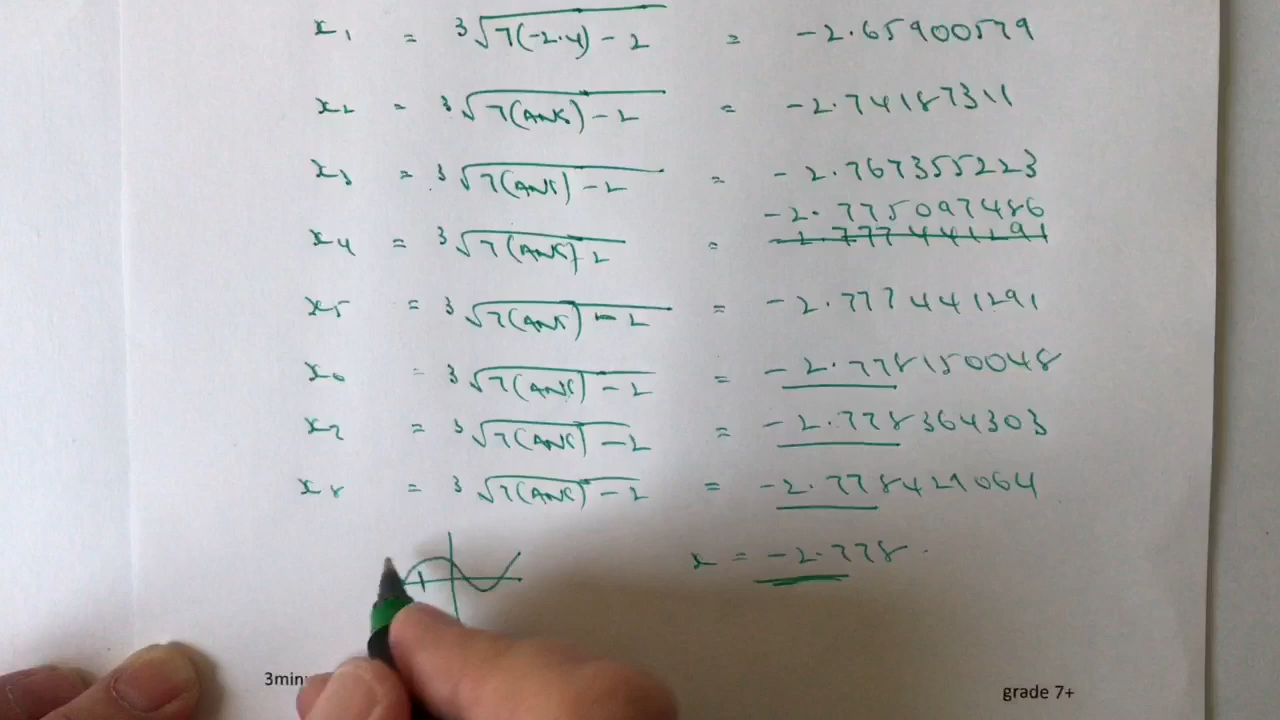 x₁ = ³√7(-2.4) - 2 = -2.65900579
x₂ = ³√7(ANS) - 2 = -2.74187311
x₃ = ³√7(ANS) - 2 = -2.767355223
-2.775097486
x₄ = ³√7(ANS) - 2 = -2.777441291
x₅ = ³√7(ANS) - 2 = -2.777441291
x₆ = ³√7(ANS) - 2 = -2.778150048
x₇ = ³√7(ANS) - 2 = -2.778364303
x₈ = ³√7(ANS) - 2 = -2.778429064
x = -2.778
grade 7+